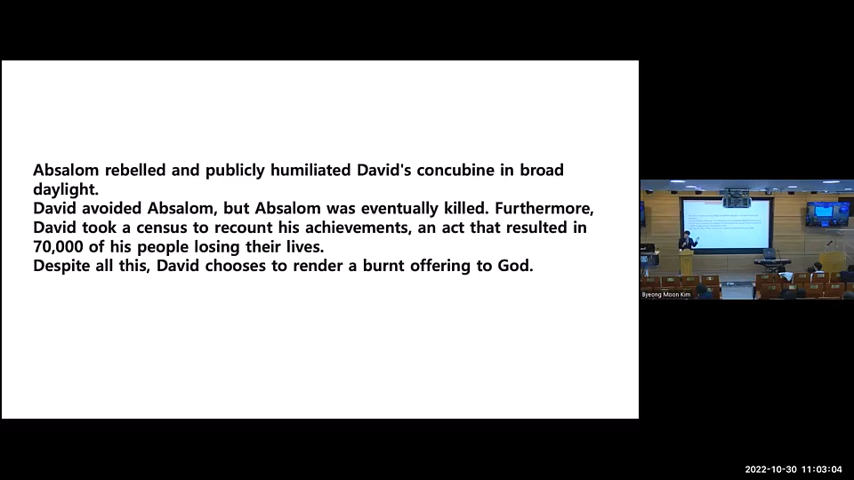 Absalom rebelled and publicly humiliated David's concubine in broad
daylight.
David avoided Absalom, but Absalom was eventually killed. Furthermore,
David took a census to recount his achievements, an act that resulted in
70,000 of his people losing their lives.
Despite all this, David chooses to render a burnt offering to God.
Byeong Moon Kim
2022-10-30 11:03:04